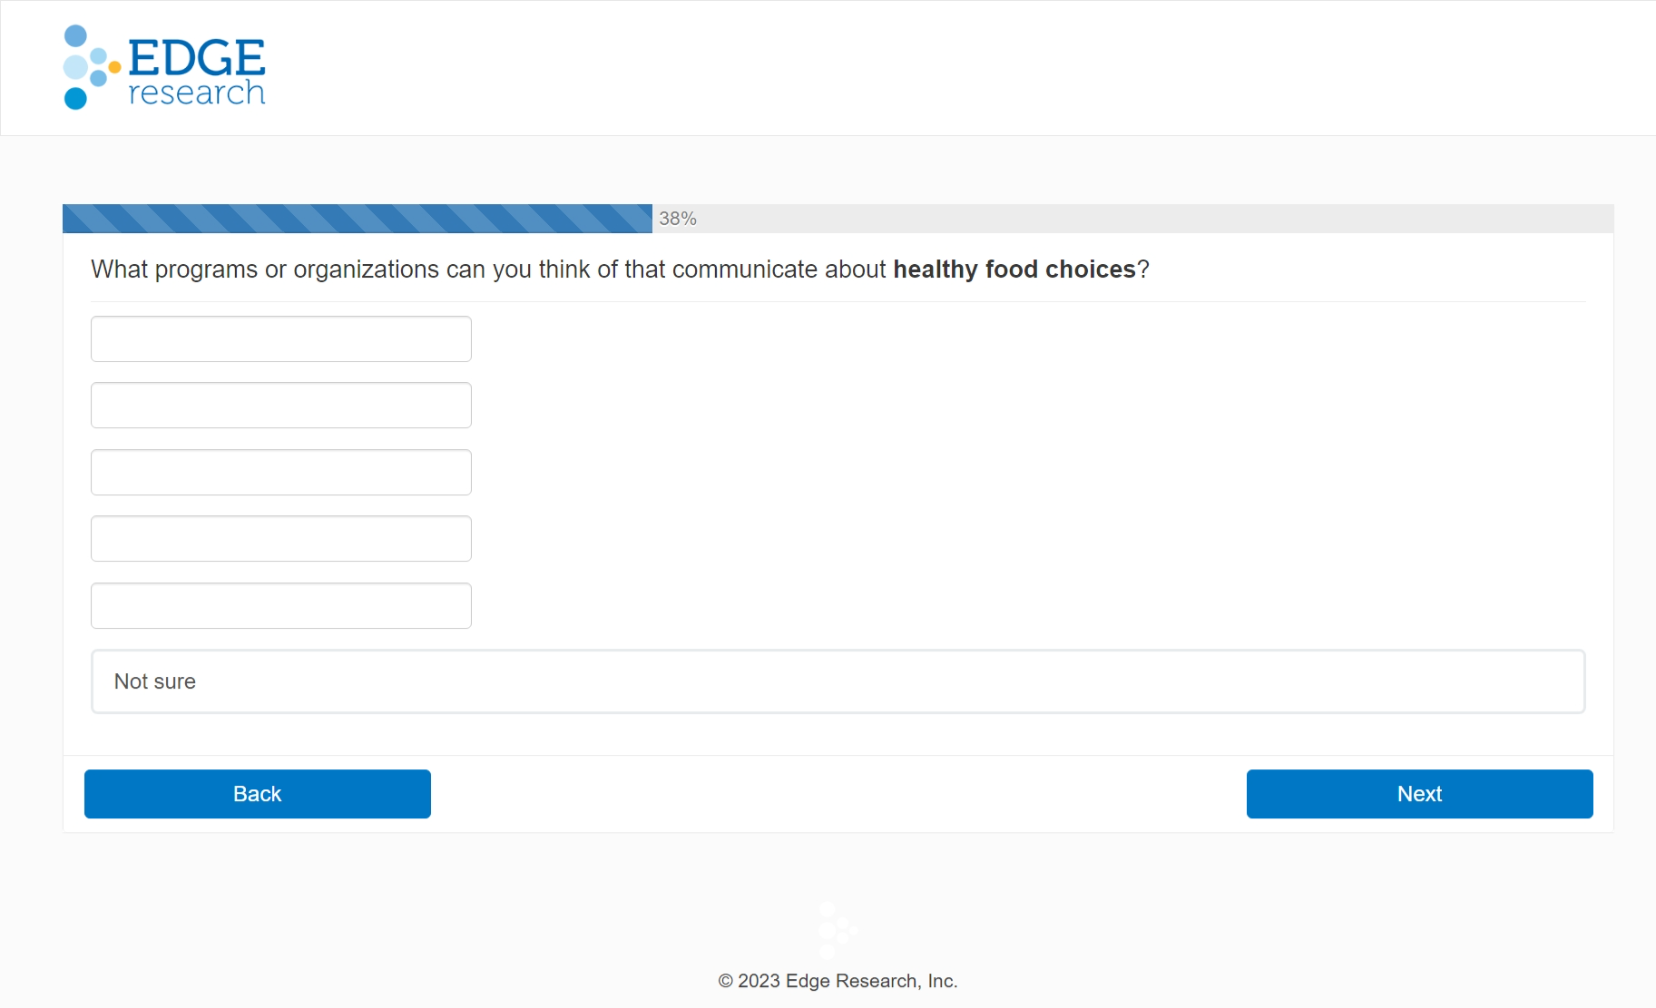 EDGE
research
38%
What programs or organizations can you think of that communicate about healthy food choices?
Not sure
Back
Next
© 2023 Edge Research, Inc.